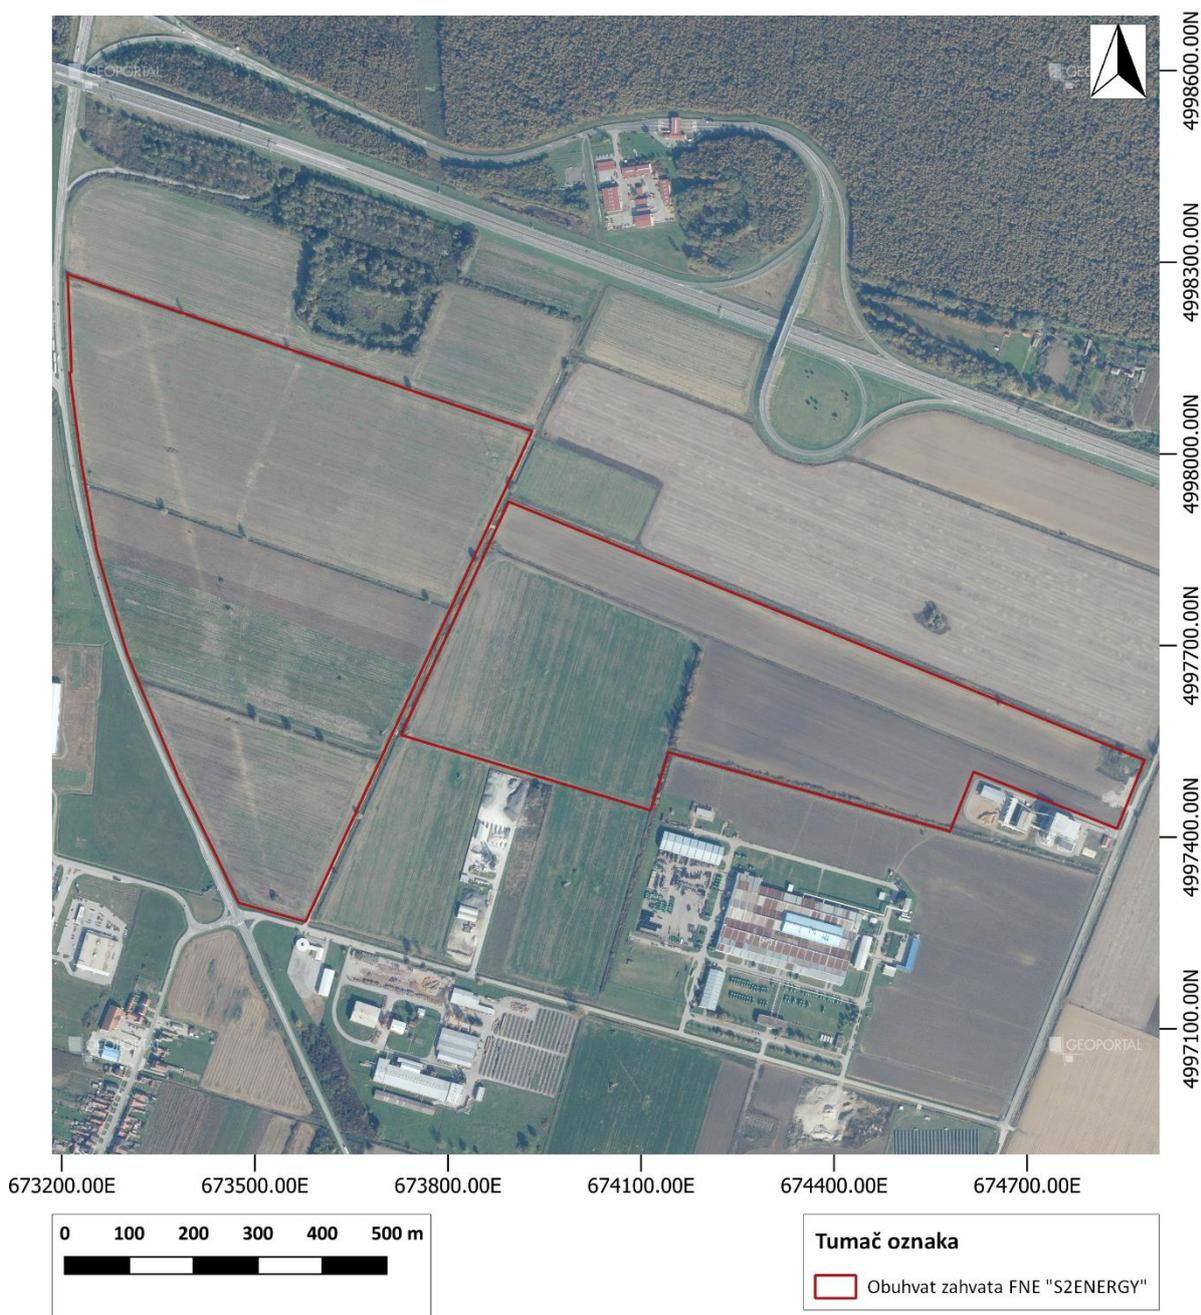 GEOPORTAL
GEO
GEOPORTAL
4998600.00N
4998300.00N
4998000.00N
4997700.00N
4997400.00N
4997100.00N
673200.00E 673500.00E 673800.00E 674100.00E 674400.00E 674700.00E
0 100 200 300 400 500 m
Tumač oznaka
Obuhvat zahvata FNE "S2ENERGY"